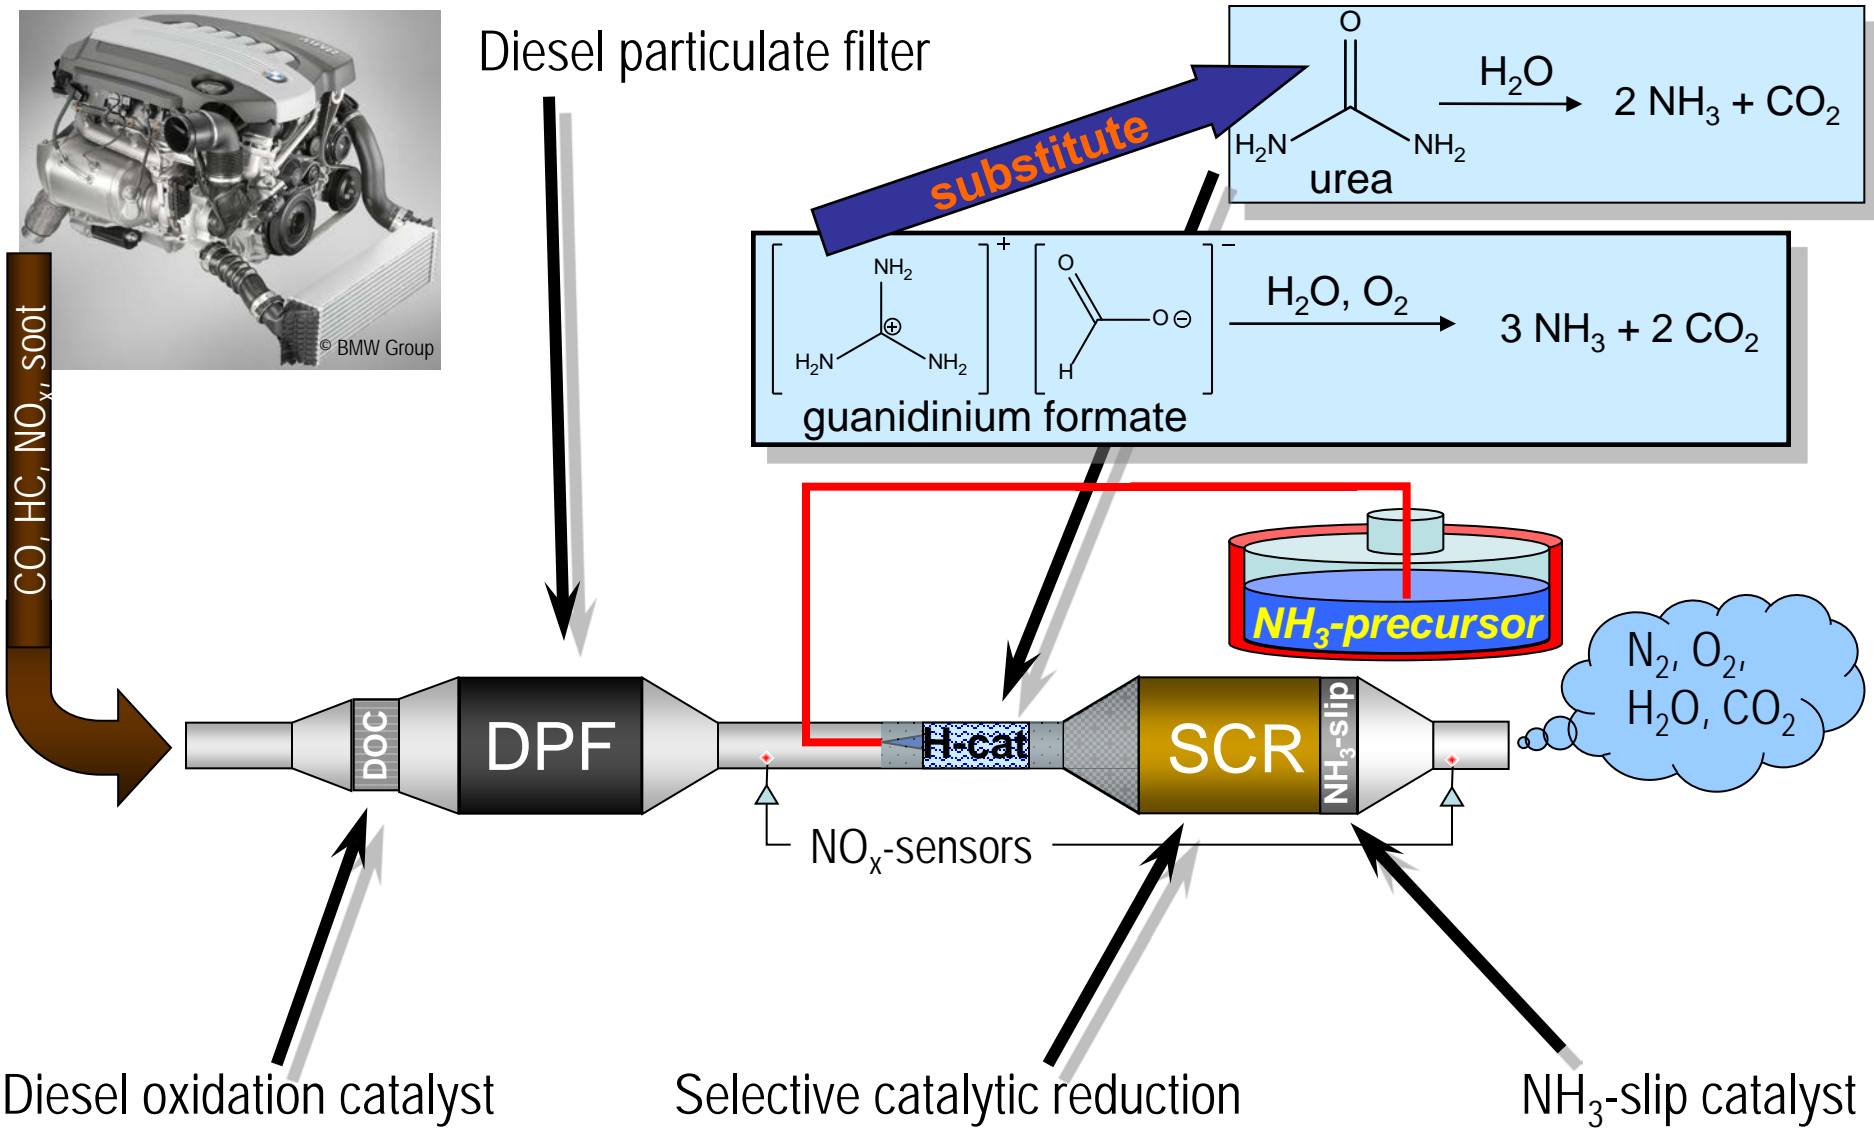 Diesel particulate filter
O
H₂N
NH₂
urea
H₂O
2 NH₃ + CO₂
substitute
+
NH₂
⊕
H₂N
NH₂
−
O
O ⊖
H
H₂O, O₂
3 NH₃ + 2 CO₂
guanidinium formate
© BMW Group
CO, HC, NOₓ, soot
NH₃-precursor
N₂, O₂,
H₂O, CO₂
DOC
DPF
H-cat
SCR
NH₃-slip
NOₓ-sensors
Diesel oxidation catalyst
Selective catalytic reduction
NH₃-slip catalyst